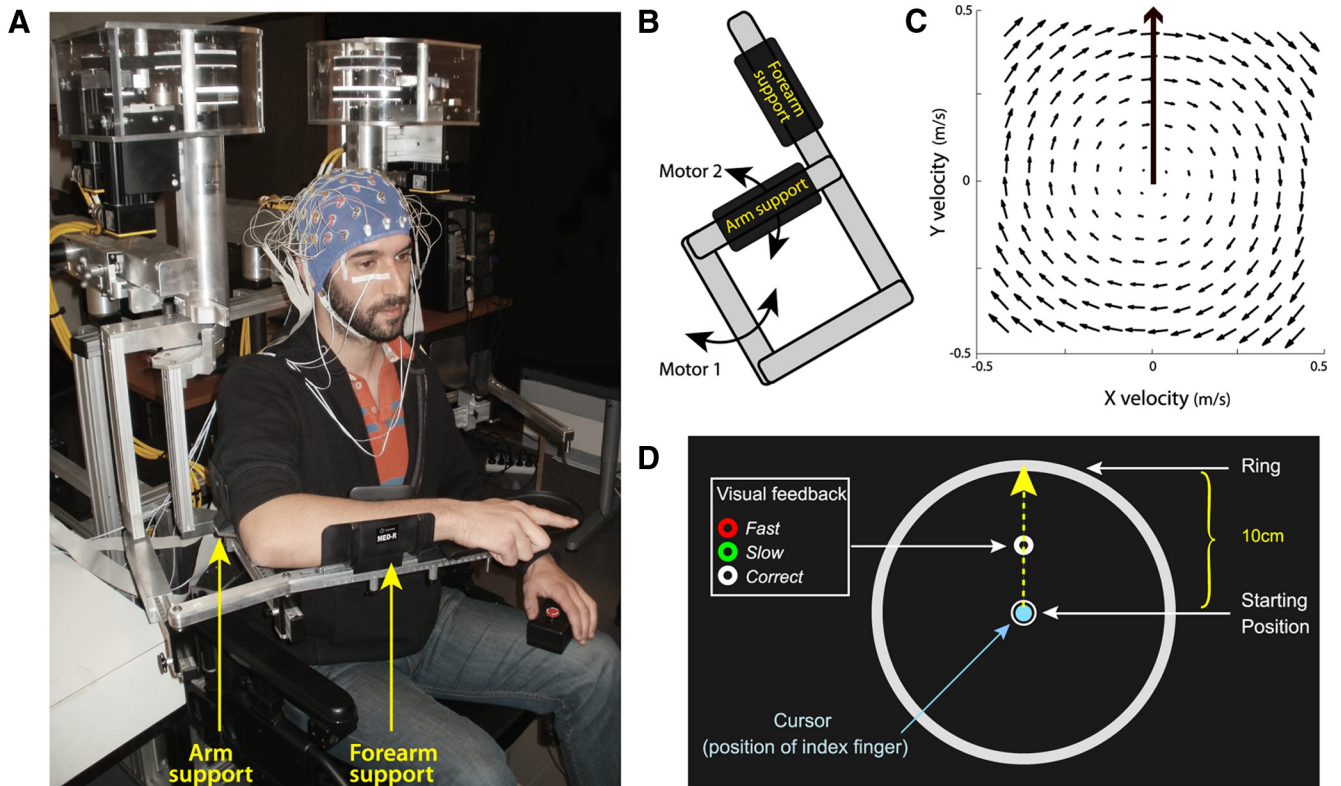 A
MED-R
Arm
support
Forearm
support
B
Forearm
support
Motor 2
Arm support
Motor 1
C
0.5
Y velocity (m/s)
0
-0.5
-0.5
0
0.5
X velocity (m/s)
D
Visual feedback
Fast
Slow
Correct
Ring
10cm
Starting
Position
Cursor
(position of index finger)